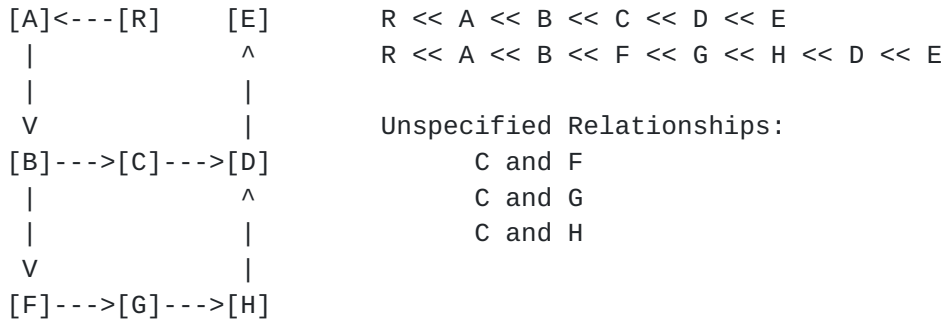 [A]<---[R]    [E]       R << A << B << C << D << E
 |             ^        R << A << B << F << G << H << D << E
 |             |
 V             |        Unspecified Relationships:
[B]--->[C]--->[D]             C and F
 |             ^              C and G
 |             |              C and H
 V             |
[F]--->[G]--->[H]